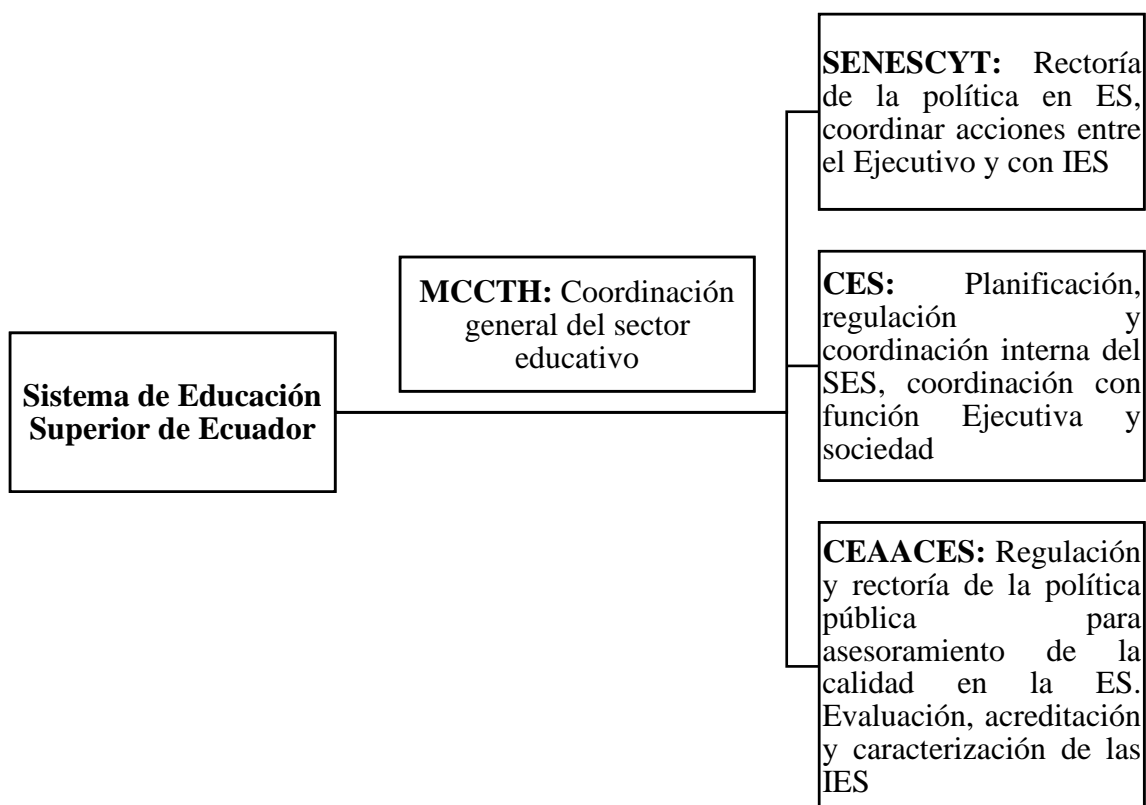 Sistema de Educación
Superior de Ecuador
MCCTH: Coordinación
general del sector
educativo
SENESCYT: Rectoría
de la política en ES,
coordinar acciones entre
el Ejecutivo y con IES
CES: Planificación,
regulación y
coordinación interna del
SES, coordinación con
función Ejecutiva y
sociedad
CEAACES: Regulación
y rectoría de la política
pública para
asesoramiento de la
calidad en la ES.
Evaluación, acreditación
y caracterización de las
IES